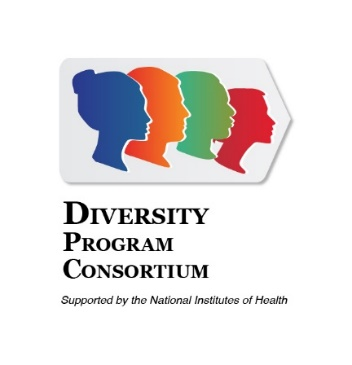 DIVERSITY
PROGRAM
CONSORTIUM
Supported by the National Institutes of Health